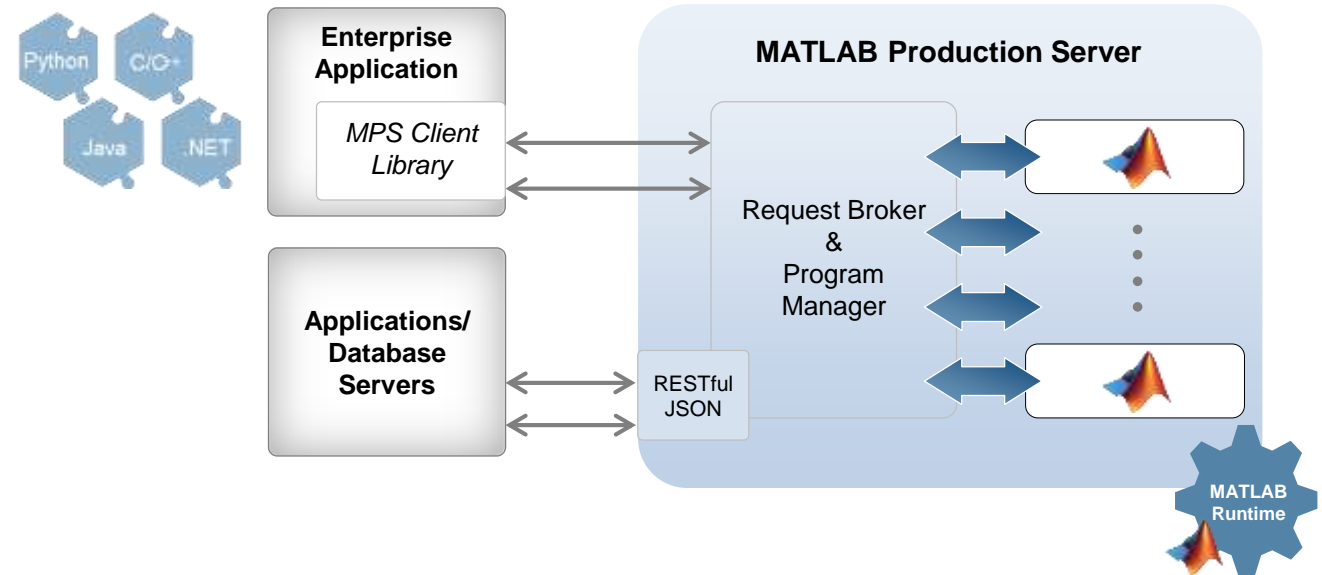 Python
C/C++
Java
.NET
Enterprise
Application
MPS Client
Library
Applications/
Database
Servers
MATLAB Production Server
Request Broker
&
Program
Manager
RESTful
JSON
MATLAB
Runtime